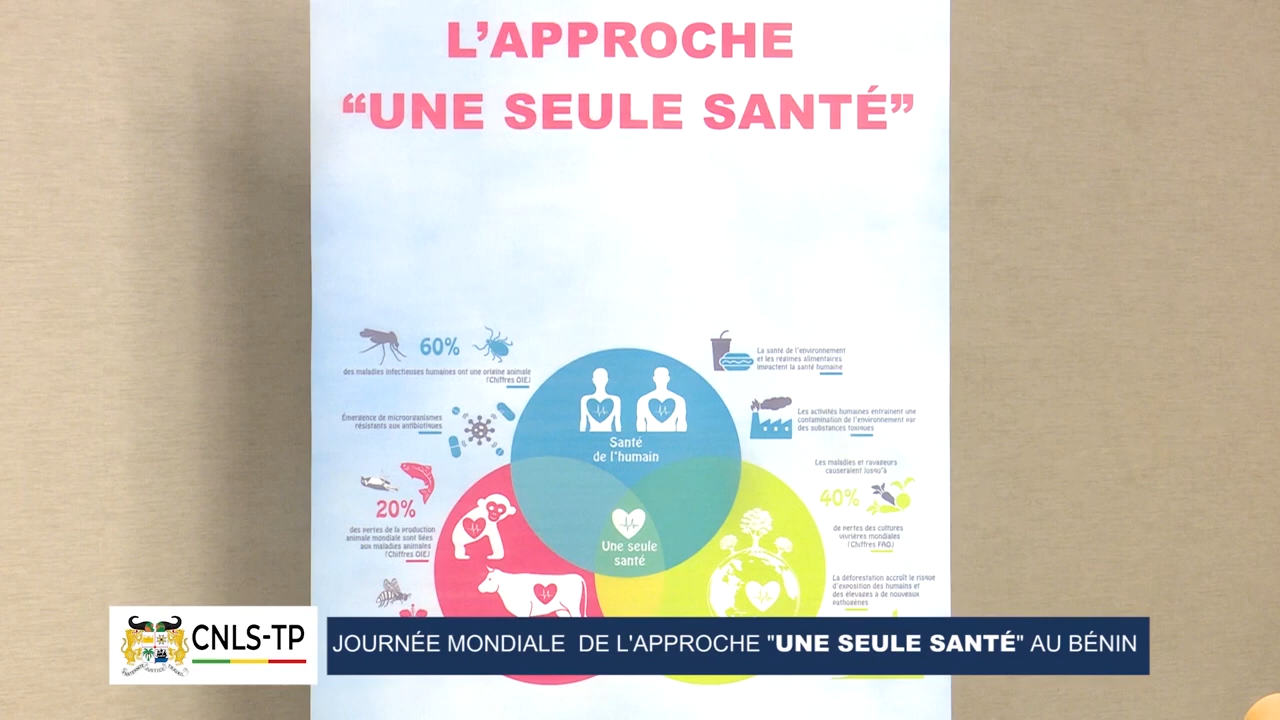 L'APPROCHE
“UNE SEULE SANTÉ”
60%
des maladies infectieuses humaines ont une origine animale
(Chiffres OIE)
La santé de l'environnement
et les régimes alimentaires
impactent la santé humaine
Émergence de microorganismes
résistants aux antibiotiques
Les activités humaines entrainent une
contamination de l'environnement par
des substances toxiques
Santé
de l'humain
Les maladies et ravageurs
causeraient jusqu'à
40%
de pertes des cultures
vivrières mondiales
(Chiffres FAO)
20%
des pertes de la production
animale mondiale sont liées
aux maladies animales
(Chiffres OIE)
Une seule
santé
La déforestation accroît le risque
d'exposition des humains et
des élevages à de nouveaux
pathogènes
CNLS-TP
FRATERNITÉ JUSTICE TRAVAIL
JOURNÉE MONDIALE DE L'APPROCHE "UNE SEULE SANTÉ" AU BÉNIN